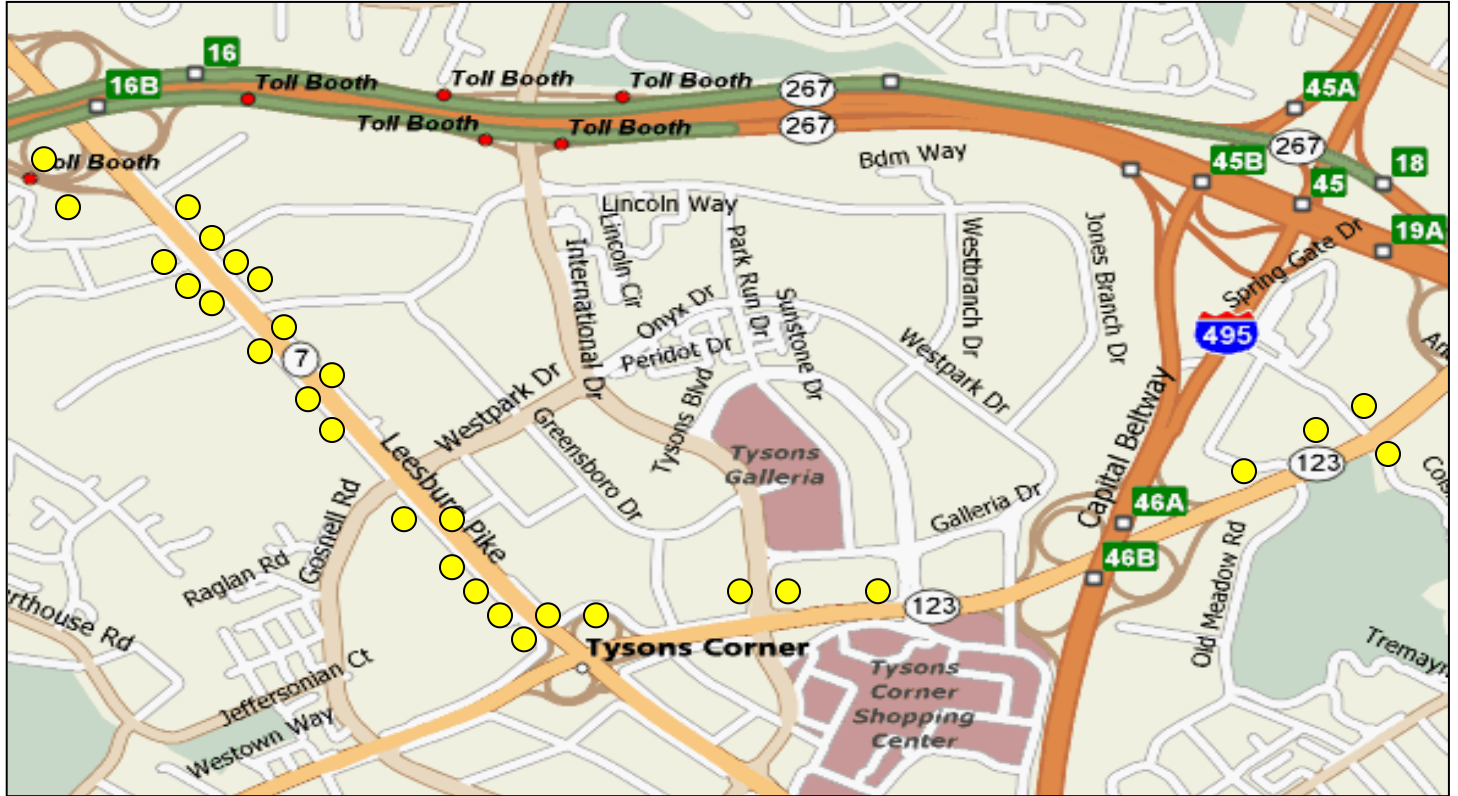 16
45A
16B
Toll Booth
Toll Booth
Toll Booth
267
Toll Booth
Toll Booth
267
267
Bdm Way
45B
18
oll Booth
45
Lincoln Way
Spring Gate Dr
19A
Lincoln Cir
International Dr
Park Run Dr
Westbranch Dr
Jones Branch Dr
Onyx Dr
Sunstone Dr
495
7
Peridot Dr
Westpark Dr
Westpark Dr
Tysons Blvd
Capital Beltway
Greensboro Dr
Leesburg Pike
Tysons
Galleria
123
Gosnell Rd
Galleria Dr
46A
Raglan Rd
46B
Old Meadow Rd
123
rthouse Rd
Tysons Corner
Tremayn
Jeffersonian Ct
Tysons
Corner
Shopping
Center
Westown Way